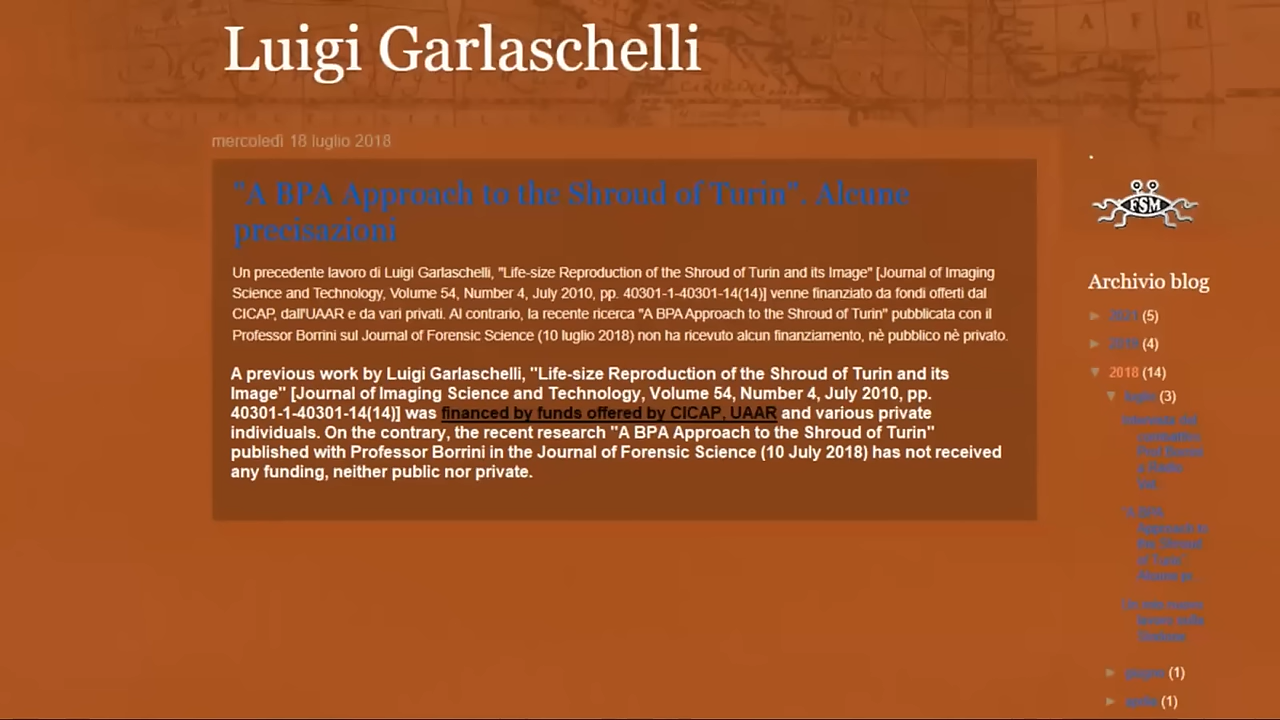 Luigi Garlaschelli
mercoledì 18 luglio 2018
"A BPA Approach to the Shroud of Turin". Alcune
precisazioni
Un precedente lavoro di Luigi Garlaschelli, "Life-size Reproduction of the Shroud of Turin and its Image" [Journal of Imaging
Science and Technology, Volume 54, Number 4, July 2010, pp. 40301-1-40301-14(14)] venne finanziato da fondi offerti dal
CICAP, dall'UAAR e da vari privati. Al contrario, la recente ricerca "A BPA Approach to the Shroud of Turin" pubblicata con il
Professor Borrini sul Journal of Forensic Science (10 luglio 2018) non ha ricevuto alcun finanziamento, nè pubblico nè privato.
A previous work by Luigi Garlaschelli, "Life-size Reproduction of the Shroud of Turin and its
Image" [Journal of Imaging Science and Technology, Volume 54, Number 4, July 2010, pp.
40301-1-40301-14(14)] was financed by funds offered by CICAP, UAAR and various private
individuals. On the contrary, the recent research "A BPA Approach to the Shroud of Turin"
published with Professor Borrini in the Journal of Forensic Science (10 July 2018) has not received
any funding, neither public nor private.
FSM
Archivio blog
(5)
(4)
2018 (14)
luglio (3)
"A BPA
Approach to
the Shroud
of Turin".
giugno (1)
aprile (1)
A F R